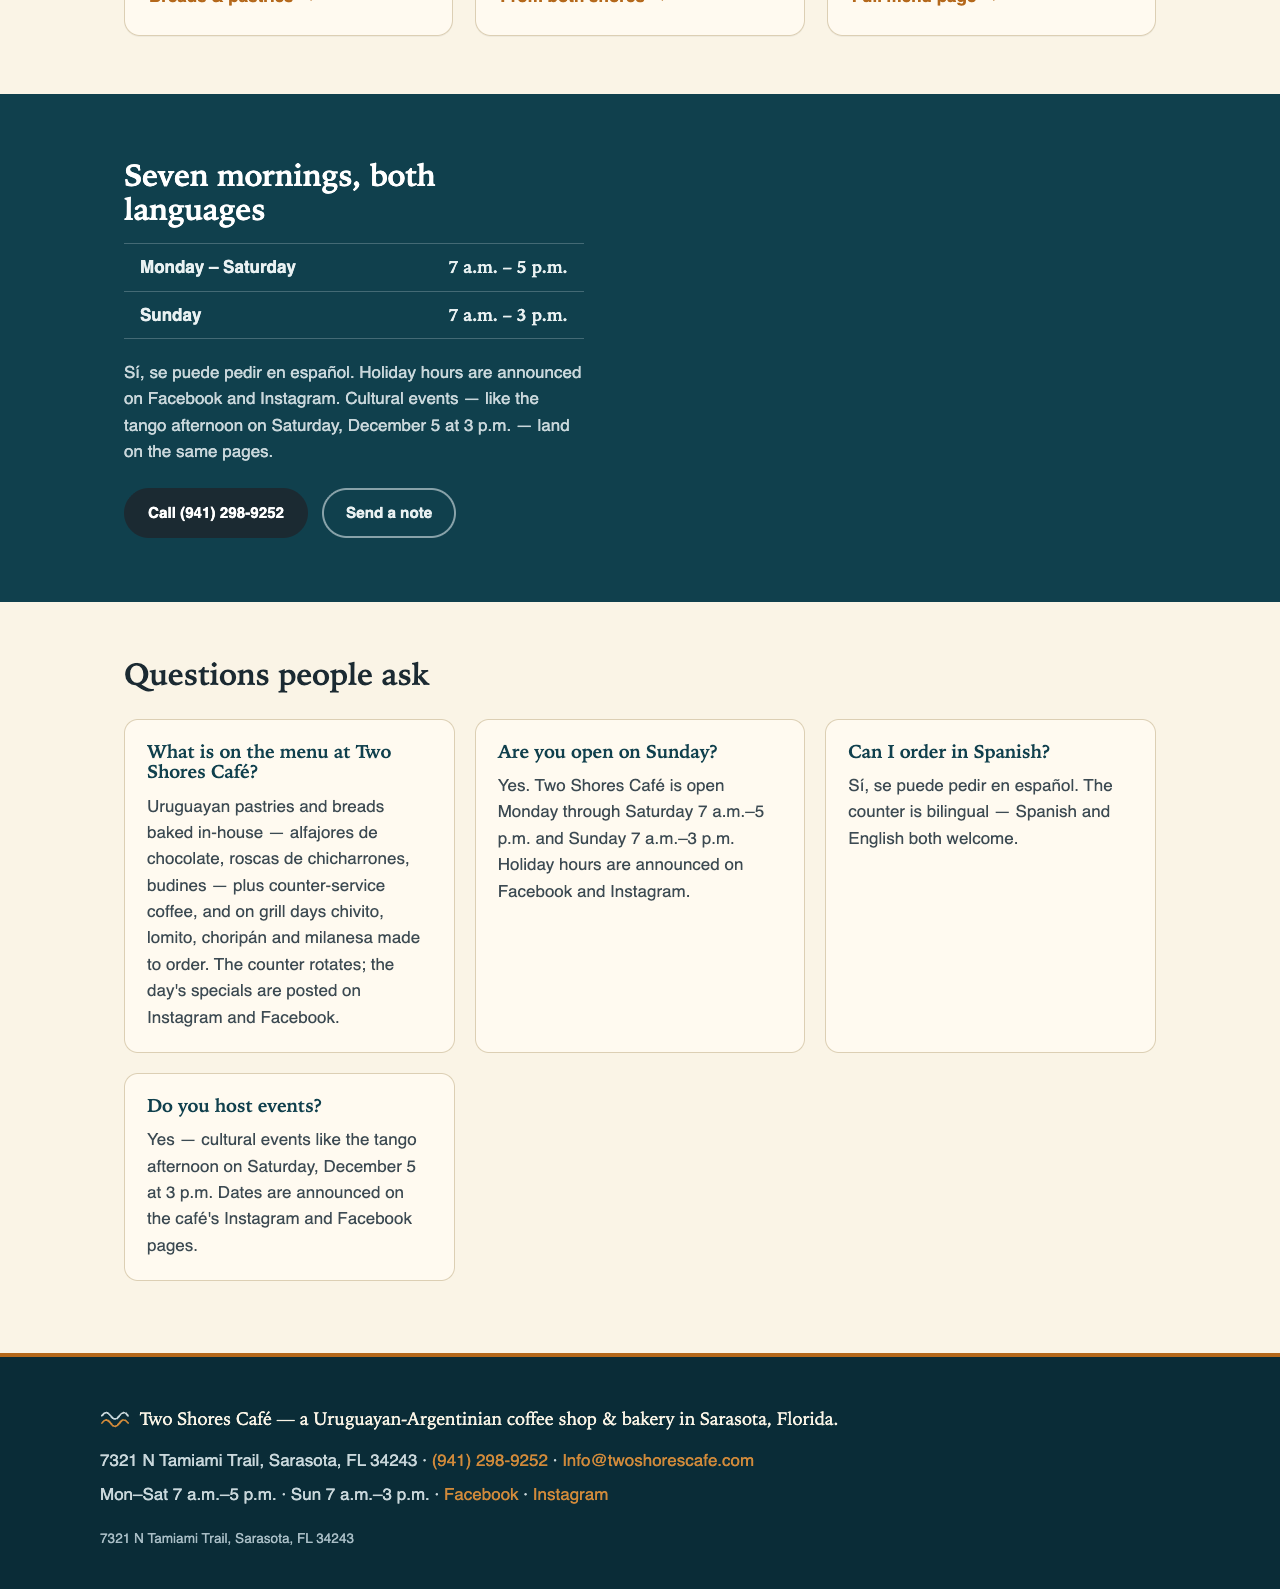 Breads & pastries →
From both shores →
Full menu page →
Seven mornings, both
languages
Monday – Saturday 7 a.m. – 5 p.m.
Sunday 7 a.m. – 3 p.m.
Sí, se puede pedir en español. Holiday hours are announced
on Facebook and Instagram. Cultural events — like the
tango afternoon on Saturday, December 5 at 3 p.m. — land
on the same pages.
Call (941) 298-9252
Send a note
Questions people ask
What is on the menu at Two
Shores Café?
Uruguayan pastries and breads
baked in-house — alfajores de
chocolate, roscas de chicharrones,
budines — plus counter-service
coffee, and on grill days chivito,
lomito, choripán and milanesa made
to order. The counter rotates; the
day's specials are posted on
Instagram and Facebook.
Are you open on Sunday?
Yes. Two Shores Café is open
Monday through Saturday 7 a.m.–5
p.m. and Sunday 7 a.m.–3 p.m.
Holiday hours are announced on
Facebook and Instagram.
Can I order in Spanish?
Sí, se puede pedir en español. The
counter is bilingual — Spanish and
English both welcome.
Do you host events?
Yes — cultural events like the tango
afternoon on Saturday, December 5
at 3 p.m. Dates are announced on
the café's Instagram and Facebook
pages.
Two Shores Café — a Uruguayan-Argentinian coffee shop & bakery in Sarasota, Florida.
7321 N Tamiami Trail, Sarasota, FL 34243 · (941) 298-9252 · Info@twoshorescafe.com
Mon–Sat 7 a.m.–5 p.m. · Sun 7 a.m.–3 p.m. · Facebook · Instagram
7321 N Tamiami Trail, Sarasota, FL 34243